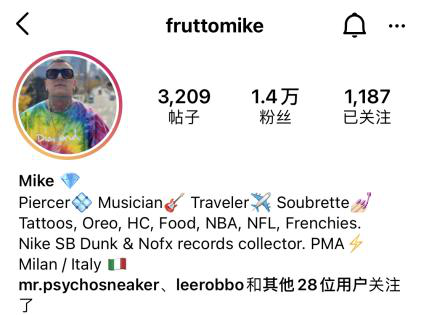 fruttomike
3,209 1.4万 1,187
帖子 粉丝 已关注
Mike 💎
Piercer💠 Musician🎸 Traveler✈️ Soubrette💅
Tattoos, Oreo, HC, Food, NBA, NFL, Frenchies.
Nike SB Dunk & Nofx records collector. PMA⚡
Milan / Italy 🇮🇹
mr.psychosneaker、leerobbo和其他28位用户关注
了